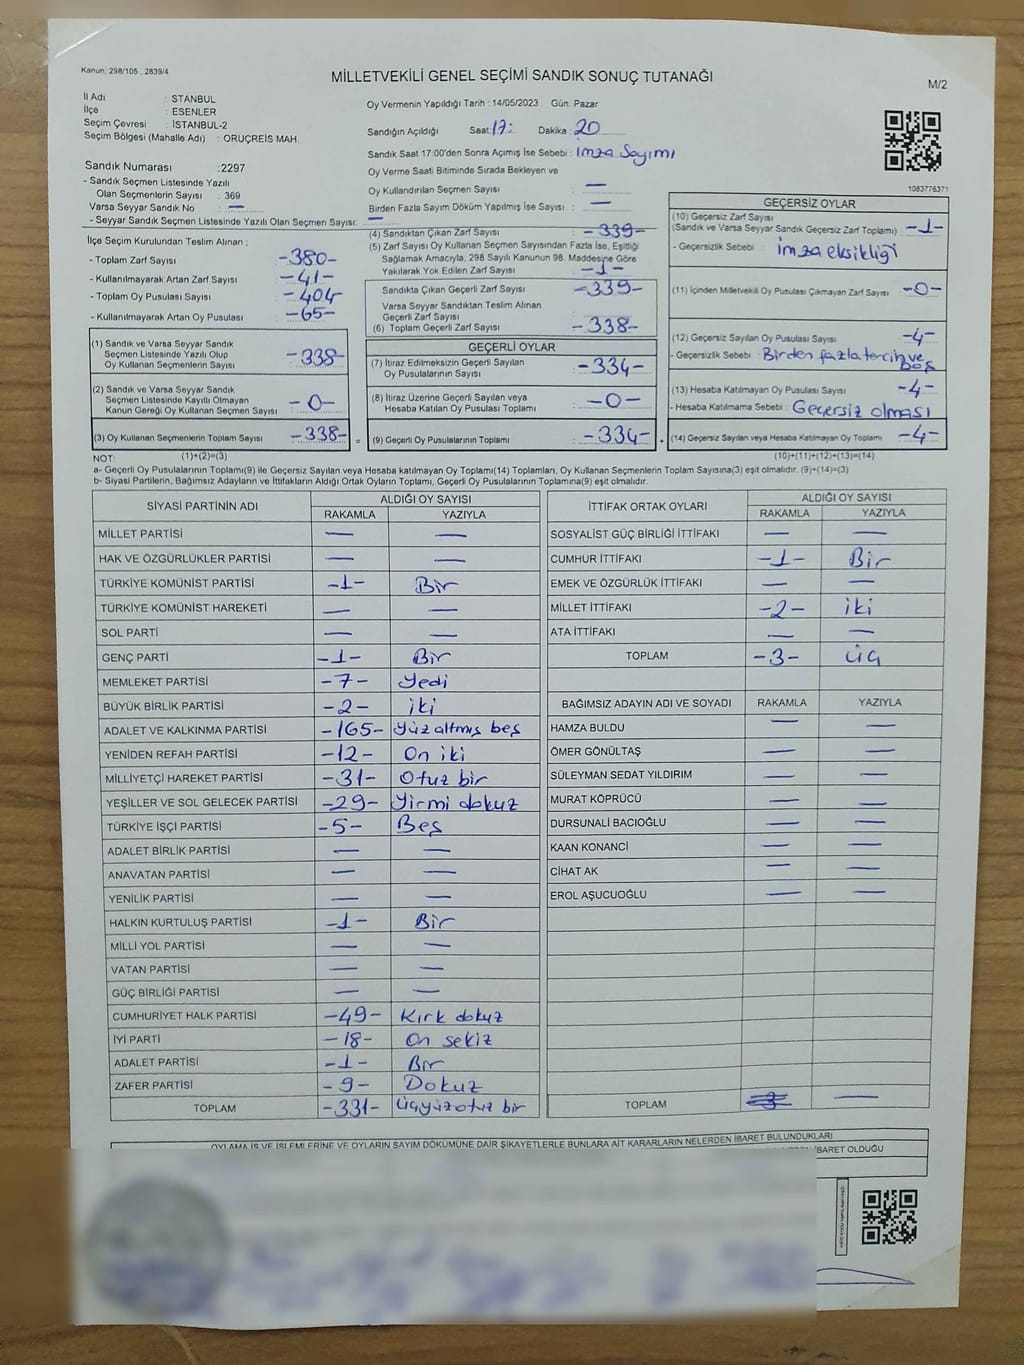 Kanun: 298/105 , 2839/4
MİLLETVEKİLİ GENEL SEÇİMİ SANDIK SONUÇ TUTANAĞI
M/2
İl Adı : STANBUL
İlçe : ESENLER
Seçim Çevresi : İSTANBUL-2
Seçim Bölgesi (Mahalle Adı) : ORUÇREİS MAH.
Sandık Numarası :2297
- Sandık Seçmen Listesinde Yazılı
Olan Seçmenlerin Sayısı : 369
Varsa Seyyar Sandık No : —
- Seyyar Sandık Seçmen Listesinde Yazılı Olan Seçmen Sayısı: —
Oy Vermenin Yapıldığı Tarih : 14/05/2023 Gün: Pazar
Sandığın Açıldığı Saat: 17: Dakika : 20
Sandık Saat 17:00'den Sonra Açımış İse Sebebi : imza Sayımı
Oy Verme Saati Bitiminde Sırada Bekleyen ve
Oy Kullandırılan Seçmen Sayısı : —
Birden Fazla Sayım Döküm Yapılmış İse Sayısı : —
1083776371
İlçe Seçim Kurulundan Teslim Alınan ;
- Toplam Zarf Sayısı : -380-
- Kullanılmayarak Artan Zarf Sayısı : -41-
- Toplam Oy Pusulası Sayısı : -404-
- Kullanılmayarak Artan Oy Pusulası : -65-
(1) Sandık ve Varsa Seyyar Sandık
Seçmen Listesinde Yazılı Olup
Oy Kullanan Seçmenlerin Sayısı : -338-
(2) Sandık ve Varsa Seyyar Sandık
Seçmen Listesinde Kayıtlı Olmayan
Kanun Gereği Oy Kullanan Seçmen Sayısı : -0-
(3) Oy Kullanan Seçmenlerin Toplam Sayısı : -338- =
(4) Sandıktan Çıkan Zarf Sayısı : -339-
(5) Zarf Sayısı Oy Kullanan Seçmen Sayısından Fazla İse, Eşitliği
Sağlamak Amacıyla, 298 Sayılı Kanunun 98. Maddesine Göre
Yakılarak Yok Edilen Zarf Sayısı : -1-
Sandıkta Çıkan Geçerli Zarf Sayısı : -339-
Varsa Seyyar Sandıktan Teslim Alınan
Geçerli Zarf Sayısı :
(6) Toplam Geçerli Zarf Sayısı : -338-
GEÇERLİ OYLAR
(7) İtiraz Edilmeksizin Geçerli Sayılan
Oy Pusulalarının Sayısı : -334-
(8) İtiraz Üzerine Geçerli Sayılan veya
Hesaba Katılan Oy Pusulası Toplamı : -0-
(9) Geçerli Oy Pusulalarının Toplamı : -334- +
GEÇERSİZ OYLAR
(10) Geçersiz Zarf Sayısı
(Sandık ve Varsa Seyyar Sandık Geçersiz Zarf Toplamı) : -1-
- Geçersizlik Sebebi : imza eksikliği
(11) İçinden Milletvekili Oy Pusulası Çıkmayan Zarf Sayısı : -0-
(12) Geçersiz Sayılan Oy Pusulası Sayısı : -4-
- Geçersizlik Sebebi : Birden fazla tercih ve boş
(13) Hesaba Katılmayan Oy Pusulası Sayısı : -4-
- Hesaba Katılmama Sebebi : Geçersiz olması
(14) Geçersiz Sayılan veya Hesaba Katılmayan Oy Toplamı : -4-
NOT: (1)+(2)=(3)
(10)+(11)+(12)+(13)=(14)
a- Geçerli Oy Pusulalarının Toplamı(9) ile Geçersiz Sayılan veya Hesaba katılmayan Oy Toplamı(14) Toplamları, Oy Kullanan Seçmenlerin Toplam Sayısına(3) eşit olmalıdır. (9)+(14)=(3)
b- Siyasi Partilerin, Bağımsız Adayların ve İttifakların Aldığı Ortak Oyların Toplamı, Geçerli Oy Pusulalarının Toplamına(9) eşit olmalıdır.
SİYASİ PARTİNİN ADI ALDIĞI OY SAYISI
RAKAMLA YAZIYLA
MİLLET PARTİSİ — —
HAK VE ÖZGÜRLÜKLER PARTİSİ — —
TÜRKİYE KOMÜNİST PARTİSİ -1- Bir
TÜRKİYE KOMÜNİST HAREKETİ — —
SOL PARTİ — —
GENÇ PARTİ -1- Bir
MEMLEKET PARTİSİ -7- Yedi
BÜYÜK BİRLİK PARTİSİ -2- iki
ADALET VE KALKINMA PARTİSİ -165- Yüz altmış beş
YENİDEN REFAH PARTİSİ -12- On iki
MİLLİYETÇİ HAREKET PARTİSİ -31- Otuz bir
YEŞİLLER VE SOL GELECEK PARTİSİ -29- Yirmi dokuz
TÜRKİYE İŞÇİ PARTİSİ -5- Beş
ADALET BİRLİK PARTİSİ — —
ANAVATAN PARTİSİ — —
YENİLİK PARTİSİ — —
HALKIN KURTULUŞ PARTİSİ -1- Bir
MİLLİ YOL PARTİSİ — —
VATAN PARTİSİ — —
GÜÇ BİRLİĞİ PARTİSİ — —
CUMHURİYET HALK PARTİSİ -49- Kırk dokuz
İYİ PARTİ -18- On sekiz
ADALET PARTİSİ -1- Bir
ZAFER PARTİSİ -9- Dokuz
TOPLAM -331- üçyüzotuz bir
İTTİFAK ORTAK OYLARI ALDIĞI OY SAYISI
RAKAMLA YAZIYLA
SOSYALİST GÜÇ BİRLİĞİ İTTİFAKI — —
CUMHUR İTTİFAKI -1- Bir
EMEK VE ÖZGÜRLÜK İTTİFAKI — —
MİLLET İTTİFAKI -2- iki
ATA İTTİFAKI — —
TOPLAM -3- üç
BAĞIMSIZ ADAYIN ADI VE SOYADI RAKAMLA YAZIYLA
HAMZA BULDU — —
ÖMER GÖNÜLTAŞ — —
SÜLEYMAN SEDAT YILDIRIM — —
MURAT KÖPRÜCÜ — —
DURSUNALİ BACIOĞLU — —
KAAN KONANCİ — —
CİHAT AK — —
EROL AŞUCUOĞLU — —
TOPLAM 3 —
OYLAMA İŞ VE İŞLEMLERİNE VE OYLARIN SAYIM DÖKÜMÜNE DAİR ŞİKAYETLERLE BUNLARA AİT KARARLARIN NELERDEN İBARET BULUNDUKLARI
İBARET OLDUĞU